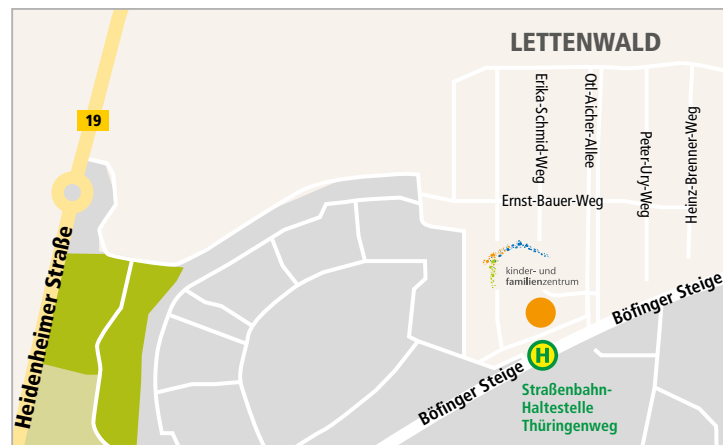 LETTENWALD
19
Erika-Schmid-Weg
Otl-Aicher-Allee
Peter-Ury-Weg
Heinz-Brenner-Weg
Ernst-Bauer-Weg
Heidenheimer Straße
kinder- und
familienzentrum
Böfinger Steige
H
Böfinger Steige
Straßenbahn-
Haltestelle
Thüringenweg